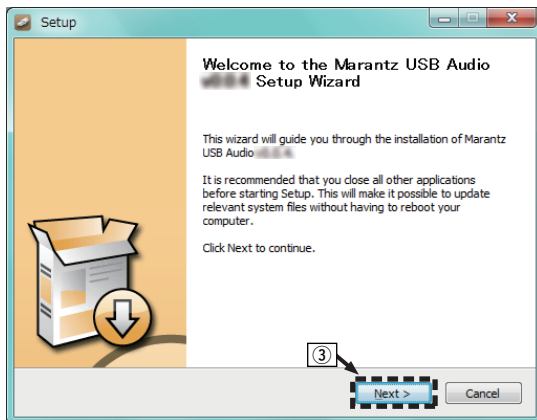 Setup
Welcome to the Marantz USB Audio
Setup Wizard
This wizard will guide you through the installation of Marantz
USB Audio
It is recommended that you close all other applications
before starting Setup. This will make it possible to update
relevant system files without having to reboot your
computer.
Click Next to continue.
③
Next >
Cancel